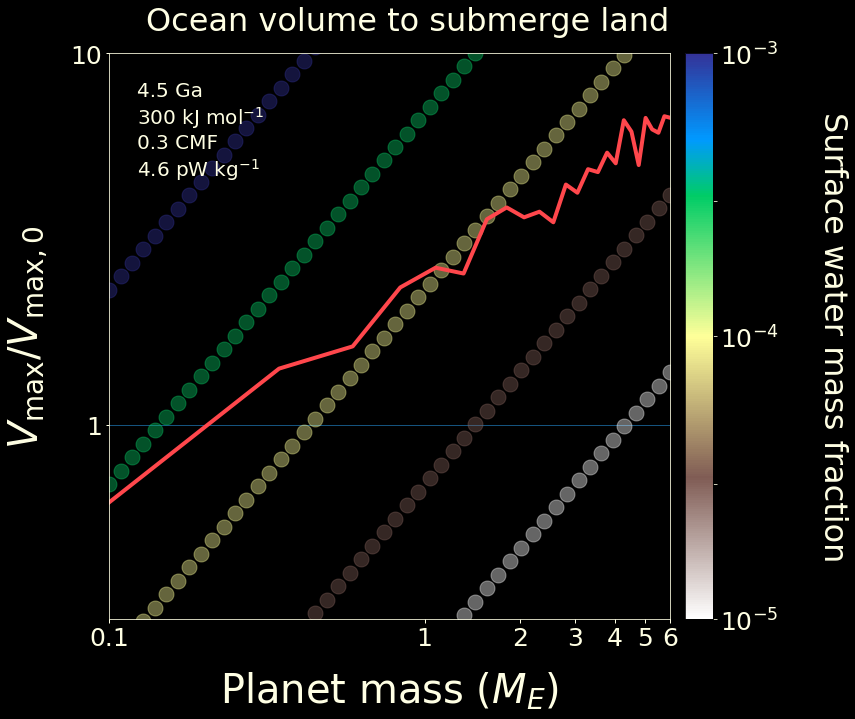 Ocean volume to submerge land
10
1
V_max/V_max, 0
4.5 Ga
300 kJ mol⁻¹
0.3 CMF
4.6 pW kg⁻¹
0.1 1 2 3 4 5 6
Planet mass (M_E)
10⁻³
10⁻⁴
10⁻⁵
Surface water mass fraction